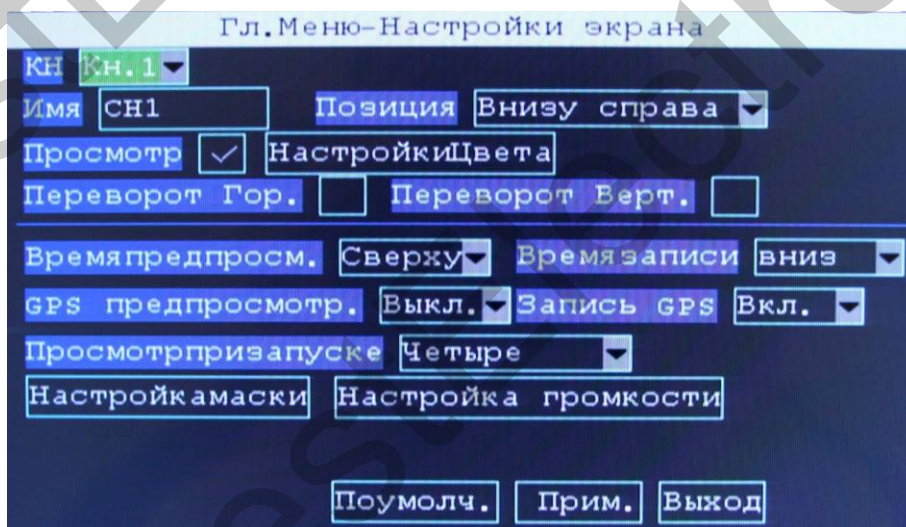 Гл.Меню-Настройки экрана
КН Кн.1
Имя CH1 Позиция Внизу справа
Просмотр НастройкиЦвета
Переворот Гор. Переворот Верт.
Времяпредпросм. Сверху Времязаписи вниз
GPS предпросмотр. Выкл. Запись GPS Вкл.
Просмотрпризапуске Четыре
Настройкамаски Настройка громкости
Поумолч. Прим. Выход